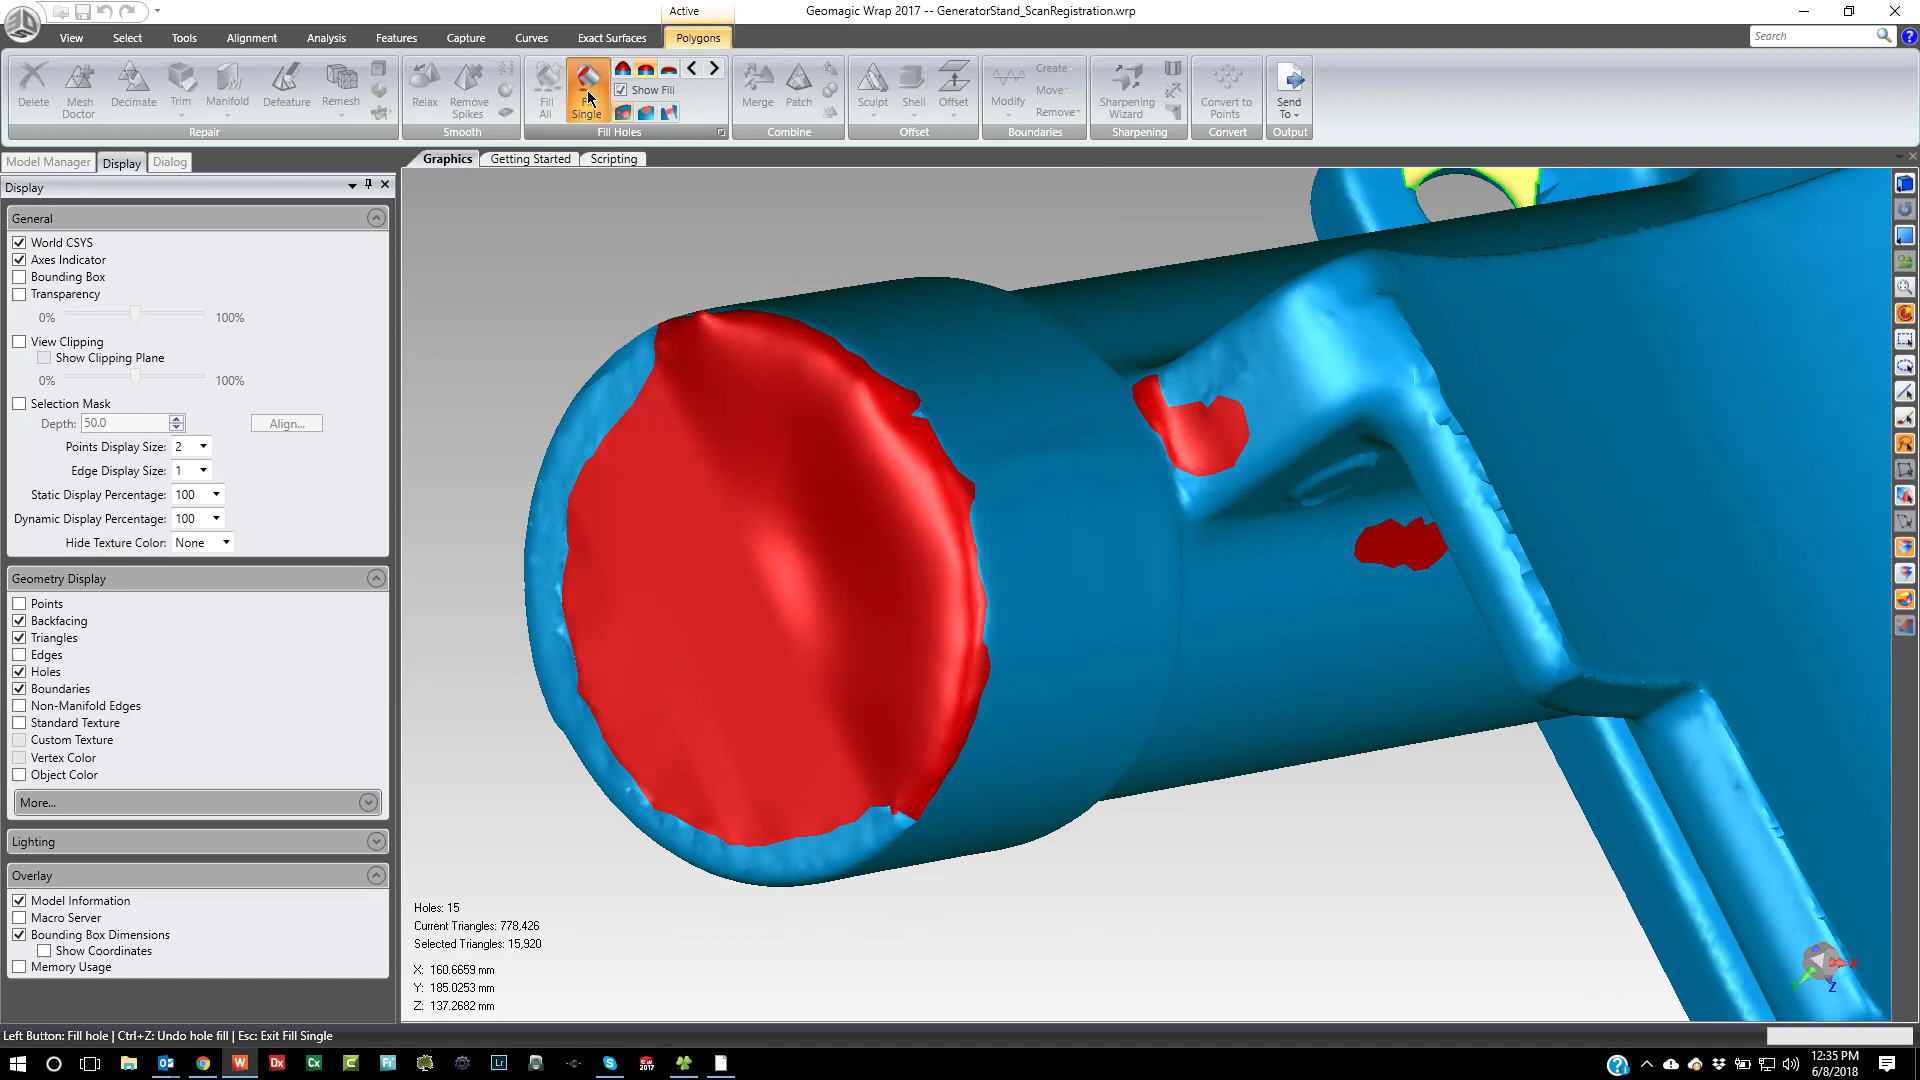 Active
Geomagic Wrap 2017 -- GeneratorStand_ScanRegistration.wrp
View Select Tools Alignment Analysis Features Capture Curves Exact Surfaces Polygons
Search
Delete Mesh Doctor Decimate Trim Manifold Defeature Remesh
Repair
Relax Remove Spikes
Smooth
Fill All Single Show Fill
Fill Holes
Merge Patch
Combine
Sculpt Shell Offset
Offset
Modify Create Move Remove
Boundaries
Sharpening Wizard
Sharpening
Convert to Points
Convert
Send To
Output
Model Manager Display Dialog
Graphics Getting Started Scripting
Display
General
World CSYS
Axes Indicator
Bounding Box
Transparency
0% 100%
View Clipping
Show Clipping Plane
0% 100%
Selection Mask
Depth: 50.0 Align...
Points Display Size: 2
Edge Display Size: 1
Static Display Percentage: 100
Dynamic Display Percentage: 100
Hide Texture Color: None
Geometry Display
Points
Backfacing
Triangles
Edges
Holes
Boundaries
Non-Manifold Edges
Standard Texture
Custom Texture
Vertex Color
Object Color
More...
Lighting
Overlay
Model Information
Macro Server
Bounding Box Dimensions
Show Coordinates
Memory Usage
Holes: 15
Current Triangles: 778,426
Selected Triangles: 15,920
X: 160.6659 mm
Y: 185.0253 mm
Z: 137.2682 mm
X
Z
Left Button: Fill hole | Ctrl+Z: Undo hole fill | Esc: Exit Fill Single
W Dx Cx Lr 2017
12:35 PM
6/8/2018